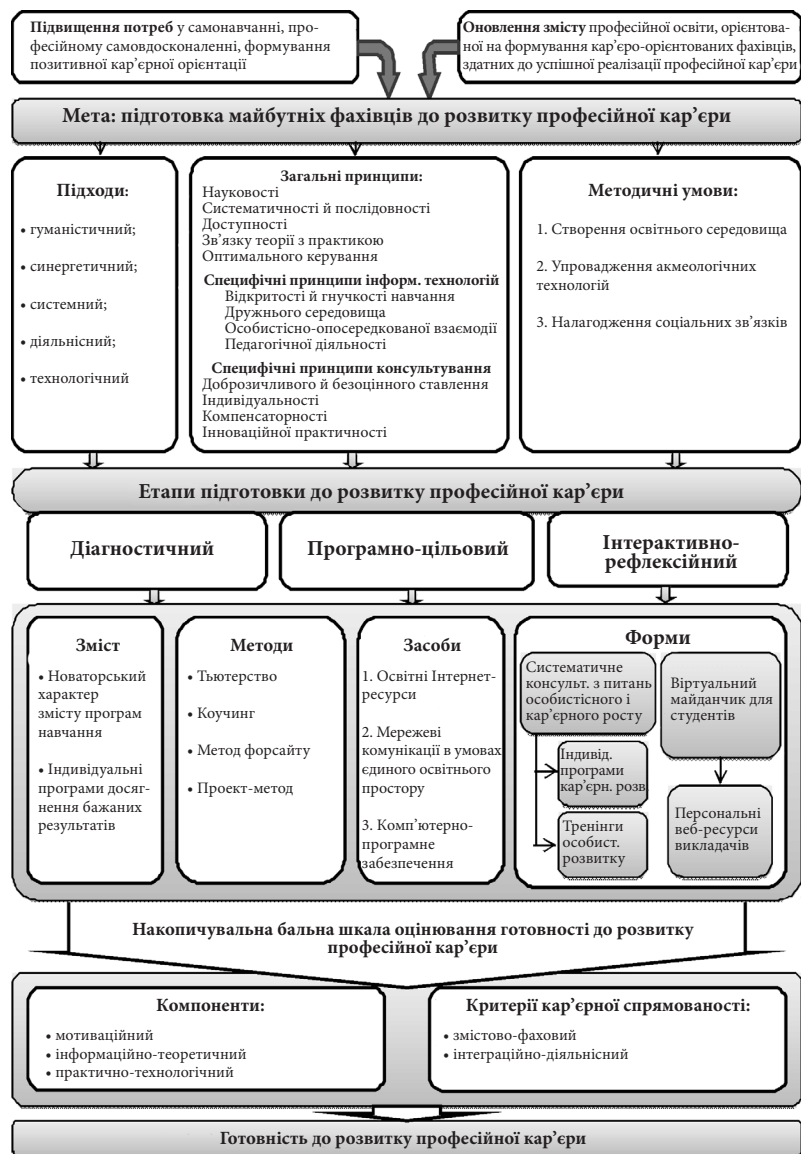 Підвищення потреб у самонавчанні, про-
фесійному самовдосконаленні, формування
позитивної кар'єрної орієнтації
Оновлення змісту професійної освіти, орієнтова-
ної на формування кар'єро-орієнтованих фахівців,
здатних до успішної реалізації професійної кар'єри
Мета: підготовка майбутніх фахівців до розвитку професійної кар'єри
Підходи:
• гуманістичний;
• синергетичний;
• системний;
• діяльнісний;
• технологічний
Загальні принципи:
Науковості
Систематичності й послідовності
Доступності
Зв'язку теорії з практикою
Оптимального керування
Специфічні принципи інформ. технологій
Відкритості й гнучкості навчання
Дружнього середовища
Особистісно-опосередкованої взаємодії
Педагогічної діяльності
Специфічні принципи консультування
Доброзичливого й безоцінного ставлення
Індивідуальності
Компенсаторності
Інноваційної практичності
Методичні умови:
1. Створення освітнього середовища
2. Упровадження акмеологічних
технологій
3. Налагодження соціальних зв'язків
Етапи підготовки до розвитку професійної кар'єри
Діагностичний
Програмно-цільовий
Інтерактивно-
рефлексійний
Зміст
• Новаторський
характер
змісту програм
навчання
• Індивідуальні
програми досяг-
нення бажаних
результатів
Методи
• Тьютерство
• Коучинг
• Метод форсайту
• Проект-метод
Засоби
1. Освітні Інтернет-
ресурси
2. Мережеві
комунікації в умовах
єдиного освітнього
простору
3. Комп'ютерно-
програмне
забезпечення
Форми
Систематичне
консульт. з питань
особистісного і
кар'єрного росту
Індивід.
програми
кар'єрн. розв.
Тренінги
особист.
розвитку
Віртуальний
майданчик для
студентів
Персональні
веб-ресурси
викладачів
Накопичувальна бальна шкала оцінювання готовності до розвитку
професійної кар'єри
Компоненти:
• мотиваційний
• інформаційно-теоретичний
• практично-технологічний
Критерії кар'єрної спрямованості:
• змістово-фаховий
• інтеграційно-діяльнісний
Готовність до розвитку професійної кар'єри